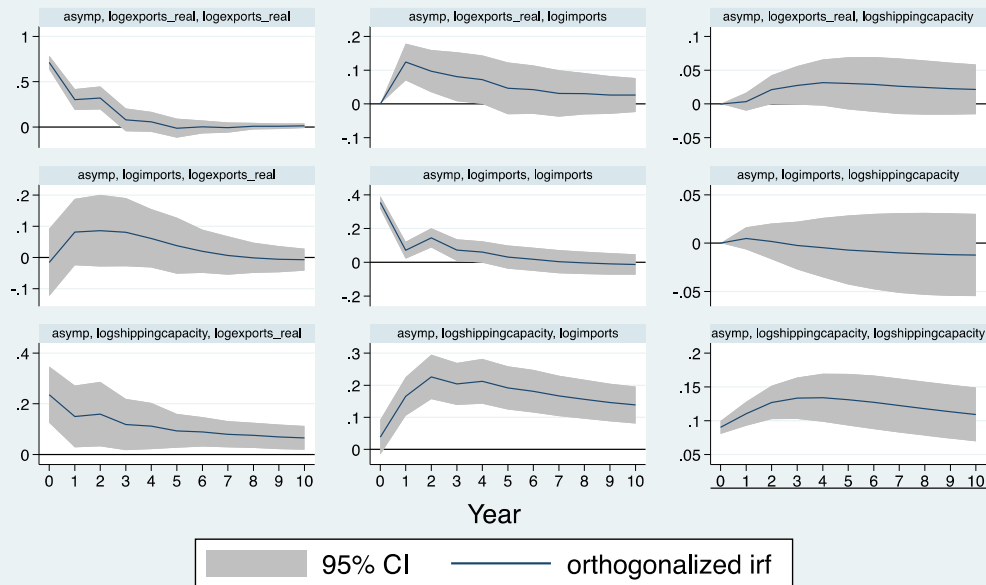 asymp, logexports_real, logexports_real
asymp, logexports_real, logimports
asymp, logexports_real, logshippingcapacity
1
.5
0
.2
.1
0
-.1
.1
.05
0
-.05
asymp, logimports, logexports_real
asymp, logimports, logimports
asymp, logimports, logshippingcapacity
.2
.1
0
-.1
.4
.2
0
-.2
.05
0
-.05
asymp, logshippingcapacity, logexports_real
asymp, logshippingcapacity, logimports
asymp, logshippingcapacity, logshippingcapacity
.4
.2
0
.3
.2
.1
0
.2
.15
.1
.05
0 1 2 3 4 5 6 7 8 9 10
0 1 2 3 4 5 6 7 8 9 10
0 1 2 3 4 5 6 7 8 9 10
Year
95% CI
orthogonalized irf